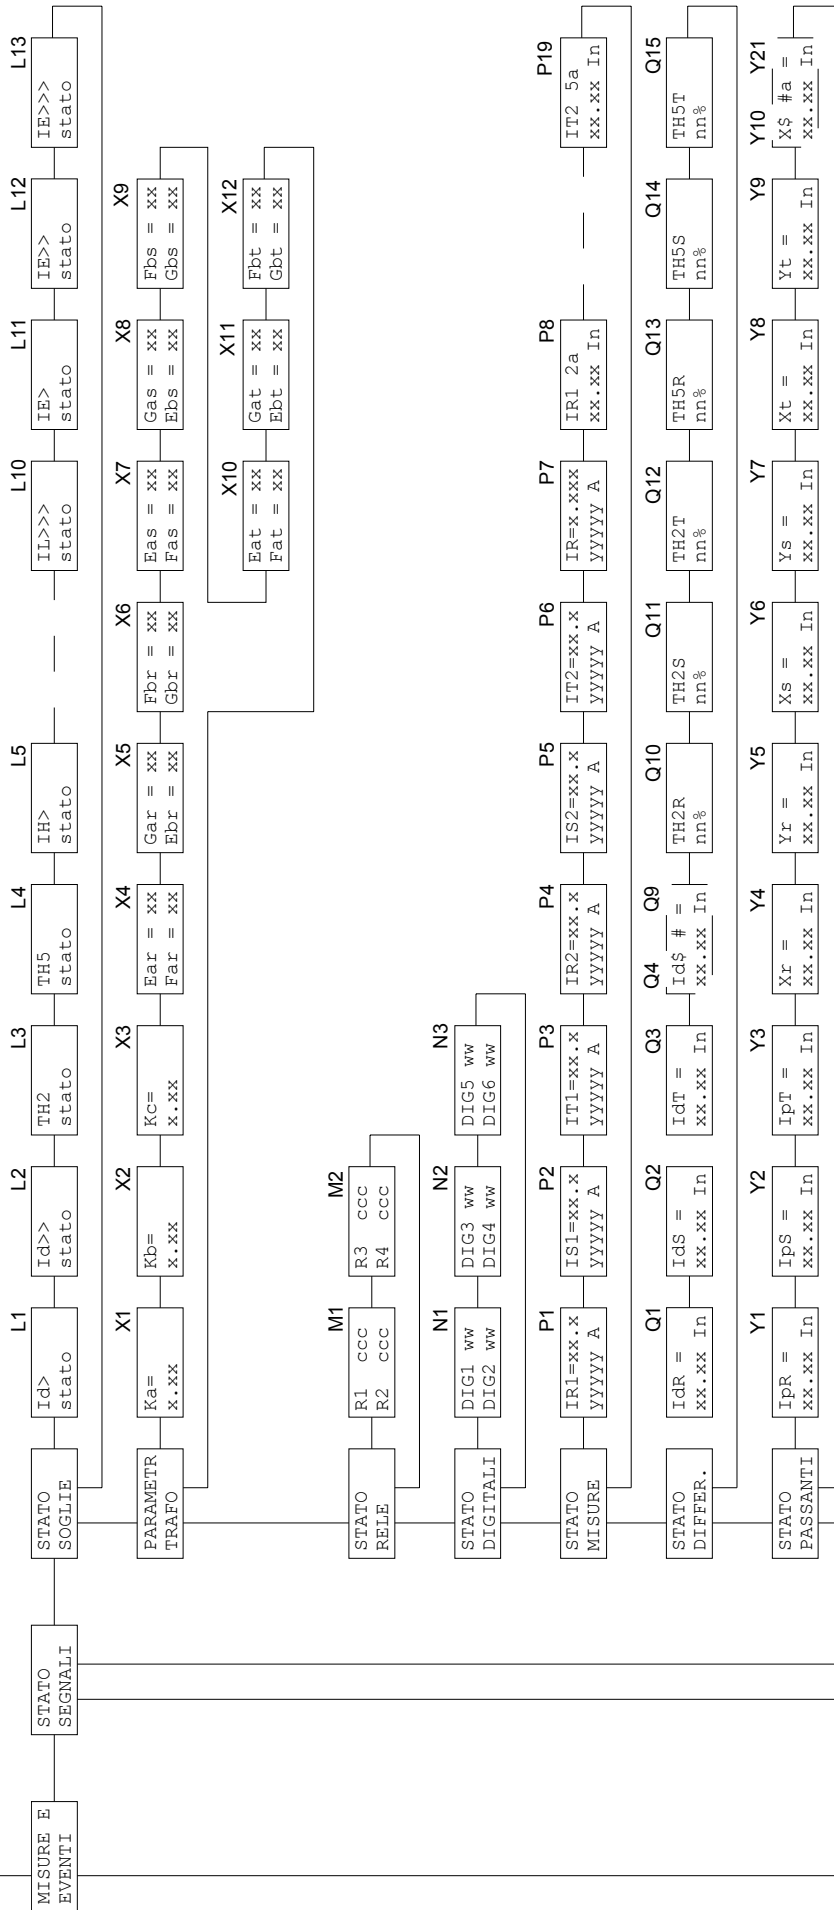 MISURE E
EVENTI
STATO
SEGNALI
STATO
SOGLIE
L1
Id>
stato
L2
Id>>
stato
L3
TH2
stato
L4
TH5
stato
L5
IH>
stato
L10
IL>>>
stato
L11
IE>
stato
L12
IE>>
stato
L13
IE>>>
stato
PARAMETR
TRAFO
X1
Ka=
x.xx
X2
Kb=
x.xx
X3
Kc=
x.xx
X4
Ear = xx
Far = xx
X5
Gar = xx
Ebr = xx
X6
Fbr = xx
Gbr = xx
X7
Eas = xx
Fas = xx
X8
Gas = xx
Ebs = xx
X9
Fbs = xx
Gbs = xx
X10
Eat = xx
Fat = xx
X11
Gat = xx
Ebt = xx
X12
Fbt = xx
Gbt = xx
STATO
RELE
M1
R1 ccc
R2 ccc
M2
R3 ccc
R4 ccc
STATO
DIGITALI
N1
DIG1 ww
DIG2 ww
N2
DIG3 ww
DIG4 ww
N3
DIG5 ww
DIG6 ww
STATO
MISURE
P1
IR1=xx.x
yyyyy A
P2
IS1=xx.x
yyyyy A
P3
IT1=xx.x
yyyyy A
P4
IR2=xx.x
yyyyy A
P5
IS2=xx.x
yyyyy A
P6
IT2=xx.x
yyyyy A
P7
IR=x.xxx
yyyyy A
P8
IR1 2a
xx.xx In
P19
IT2 5a
xx.xx In
STATO
DIFFER.
Q1
IdR =
xx.xx In
Q2
IdS =
xx.xx In
Q3
IdT =
xx.xx In
Q4 Q9
Id$ # =
xx.xx In
Q10
TH2R
nn%
Q11
TH2S
nn%
Q12
TH2T
nn%
Q13
TH5R
nn%
Q14
TH5S
nn%
Q15
TH5T
nn%
STATO
PASSANTI
Y1
IpR =
xx.xx In
Y2
IpS =
xx.xx In
Y3
IpT =
xx.xx In
Y4
Xr =
xx.xx In
Y5
Yr =
xx.xx In
Y6
Xs =
xx.xx In
Y7
Ys =
xx.xx In
Y8
Xt =
xx.xx In
Y9
Yt =
xx.xx In
Y10 Y21
X$ #a =
xx.xx In